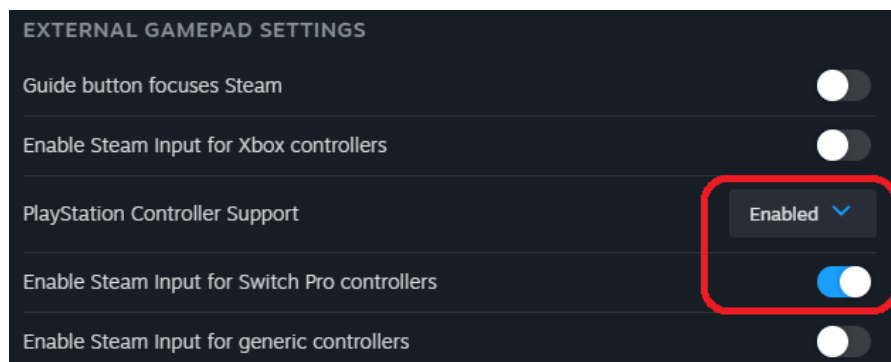 EXTERNAL GAMEPAD SETTINGS
Guide button focuses Steam
Enable Steam Input for Xbox controllers
PlayStation Controller Support Enabled
Enable Steam Input for Switch Pro controllers
Enable Steam Input for generic controllers